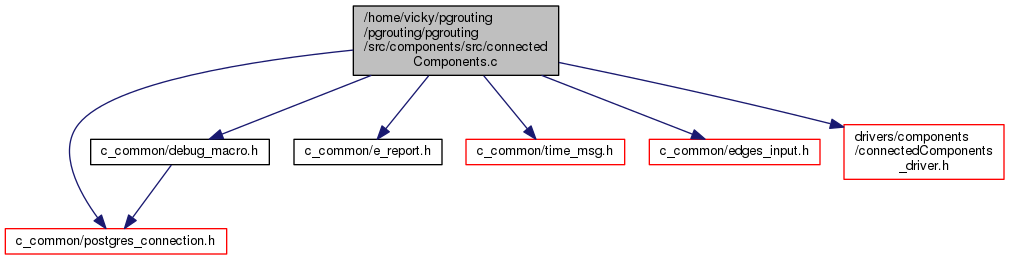 /home/vicky/pgrouting
/pgrouting/pgrouting
/src/components/src/connected
Components.c
c_common/debug_macro.h
c_common/e_report.h
c_common/time_msg.h
c_common/edges_input.h
drivers/components
/connectedComponents
_driver.h
c_common/postgres_connection.h